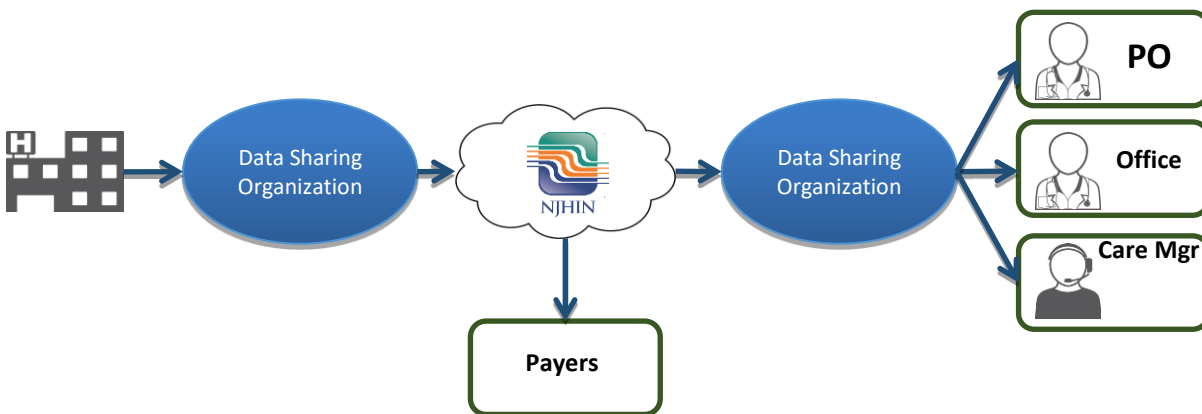 H
Data Sharing
Organization
NJHIN
Data Sharing
Organization
PO
Office
Care Mgr
Payers